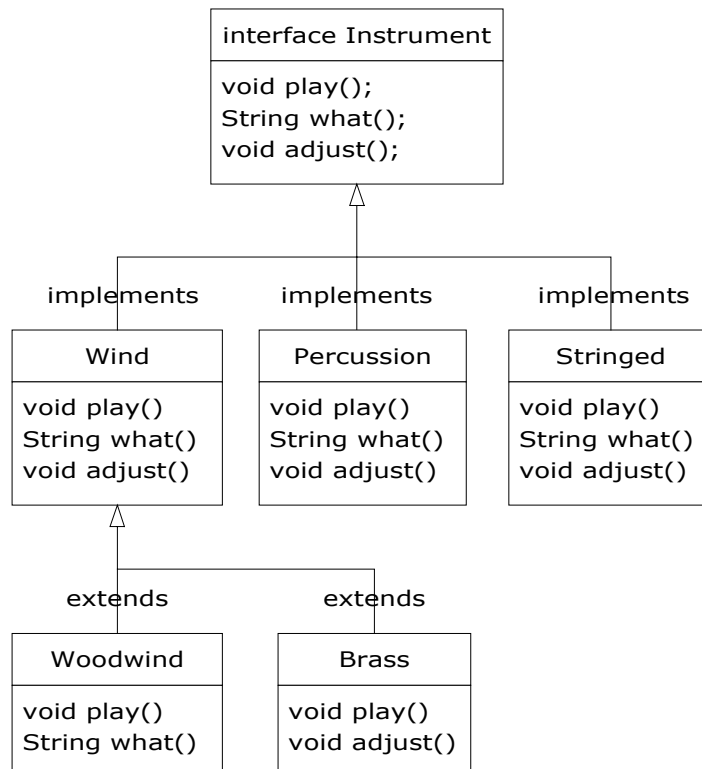 interface Instrument
void play();
String what();
void adjust();
implements
implements
implements
Wind
void play()
String what()
void adjust()
Percussion
void play()
String what()
void adjust()
Stringed
void play()
String what()
void adjust()
extends
extends
Woodwind
void play()
String what()
Brass
void play()
void adjust()